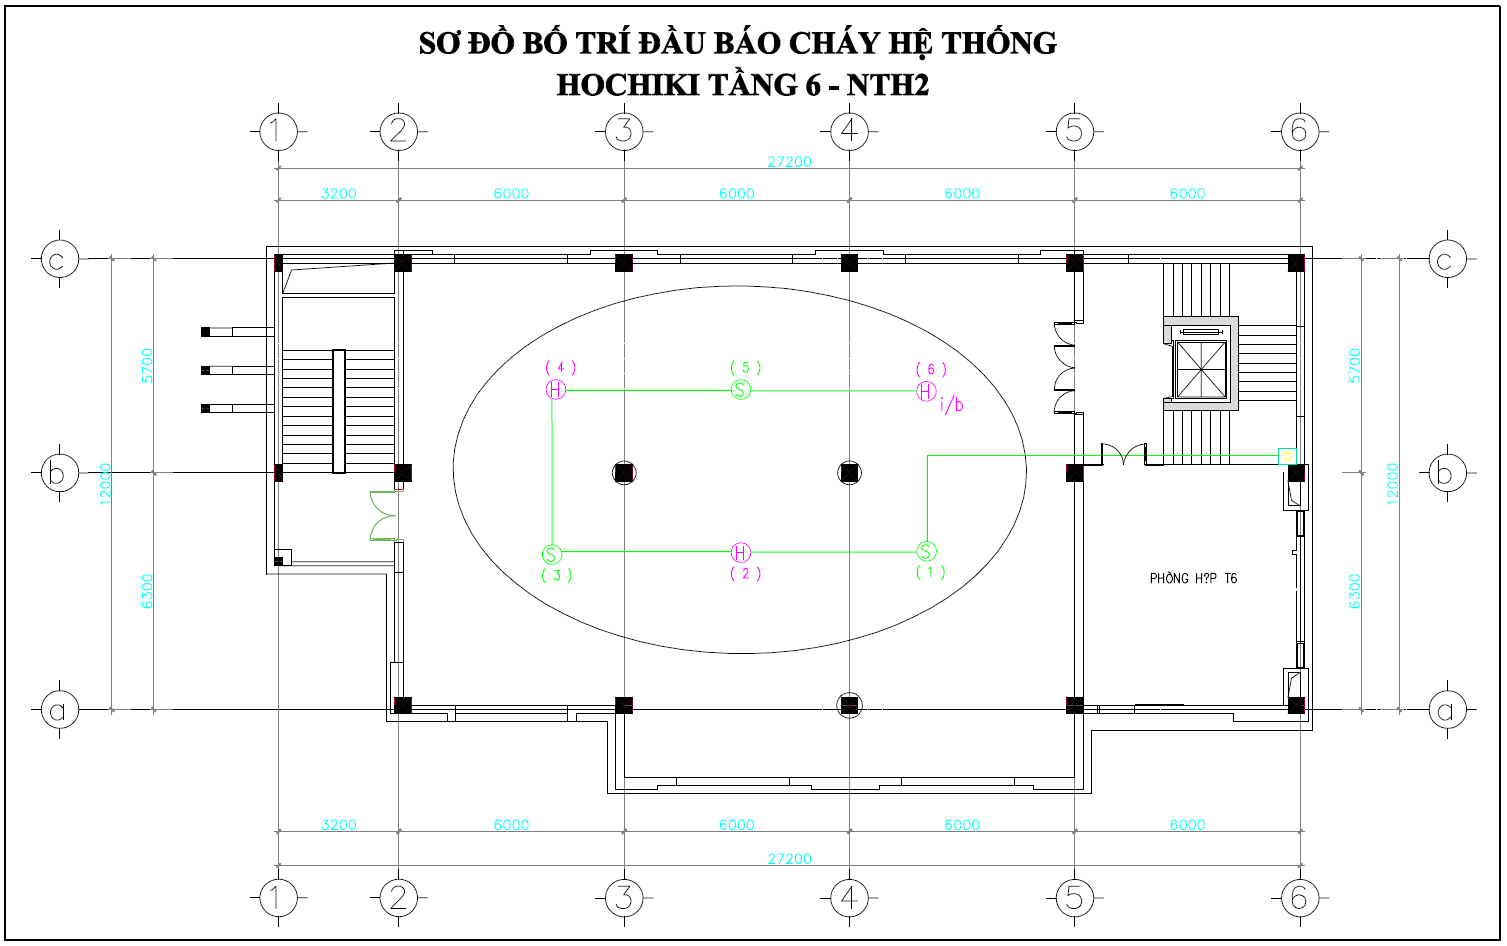 SƠ ĐỒ BỐ TRÍ ĐẦU BÁO CHÁY HỆ THỐNG
HOCHIKI TẦNG 6 - NTH2
1 2 3 4 5 6
27200
3200 6000 6000 6000 6000
c c
5700 5700
(4) (5) (6)
H S H
i/b
b b
12000 12000
S H S
(3) (2) (1)
PHÒNG H?P T6
6300 6300
a a
3200 6000 6000 6000 6000
27200
1 2 3 4 5 6